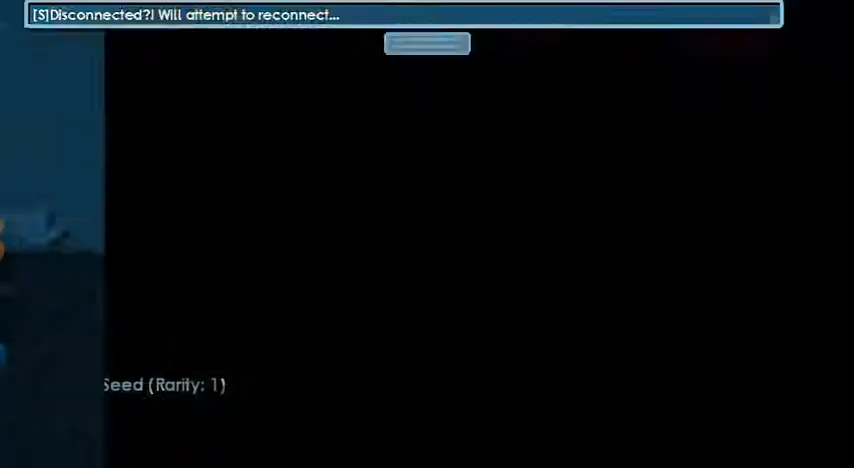 [S]Disconnected?! Will attempt to reconnect...
Seed (Rarity: 1)